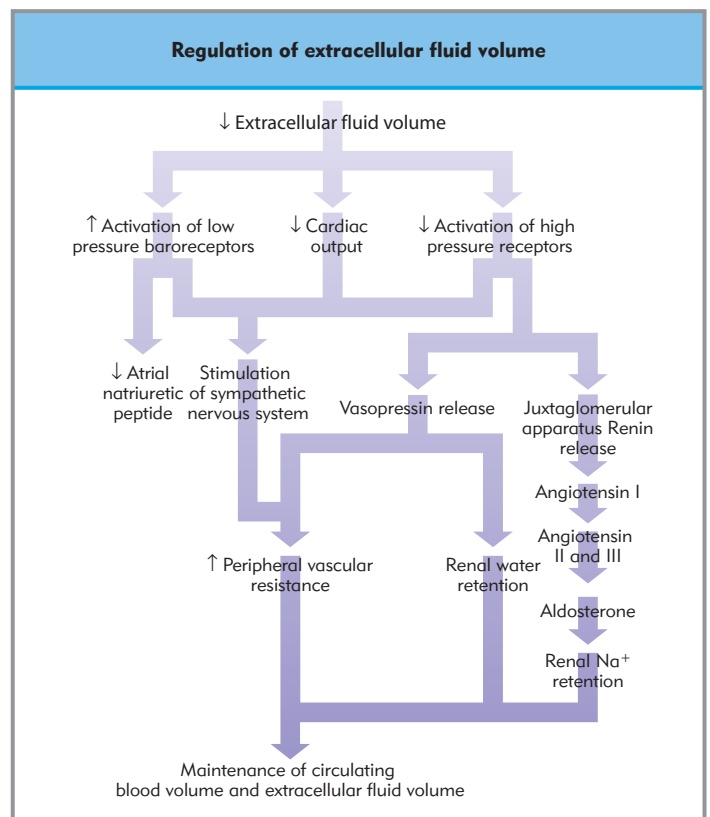 Regulation of extracellular fluid volume
↓ Extracellular fluid volume
↑ Activation of low
pressure baroreceptors
↓ Cardiac
output
↓ Activation of high
pressure receptors
↓ Atrial
natriuretic
peptide
Stimulation
of sympathetic
nervous system
Vasopressin release
Juxtaglomerular
apparatus Renin
release
Angiotensin I
Angiotensin
II and III
↑ Peripheral vascular
resistance
Renal water
retention
Aldosterone
Renal Na⁺
retention
Maintenance of circulating
blood volume and extracellular fluid volume